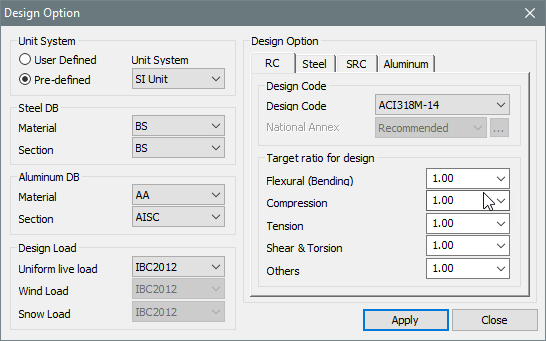 Design Option
Unit System
User Defined Unit System
Pre-defined SI Unit
Steel DB
Material BS
Section BS
Aluminum DB
Material AA
Section AISC
Design Load
Uniform live load IBC2012
Wind Load IBC2012
Snow Load IBC2012
Design Option
RC Steel SRC Aluminum
Design Code
Design Code ACI318M-14
National Annex Recommended ...
Target ratio for design
Flexural (Bending) 1.00
Compression 1.00
Tension 1.00
Shear & Torsion 1.00
Others 1.00
Apply Close